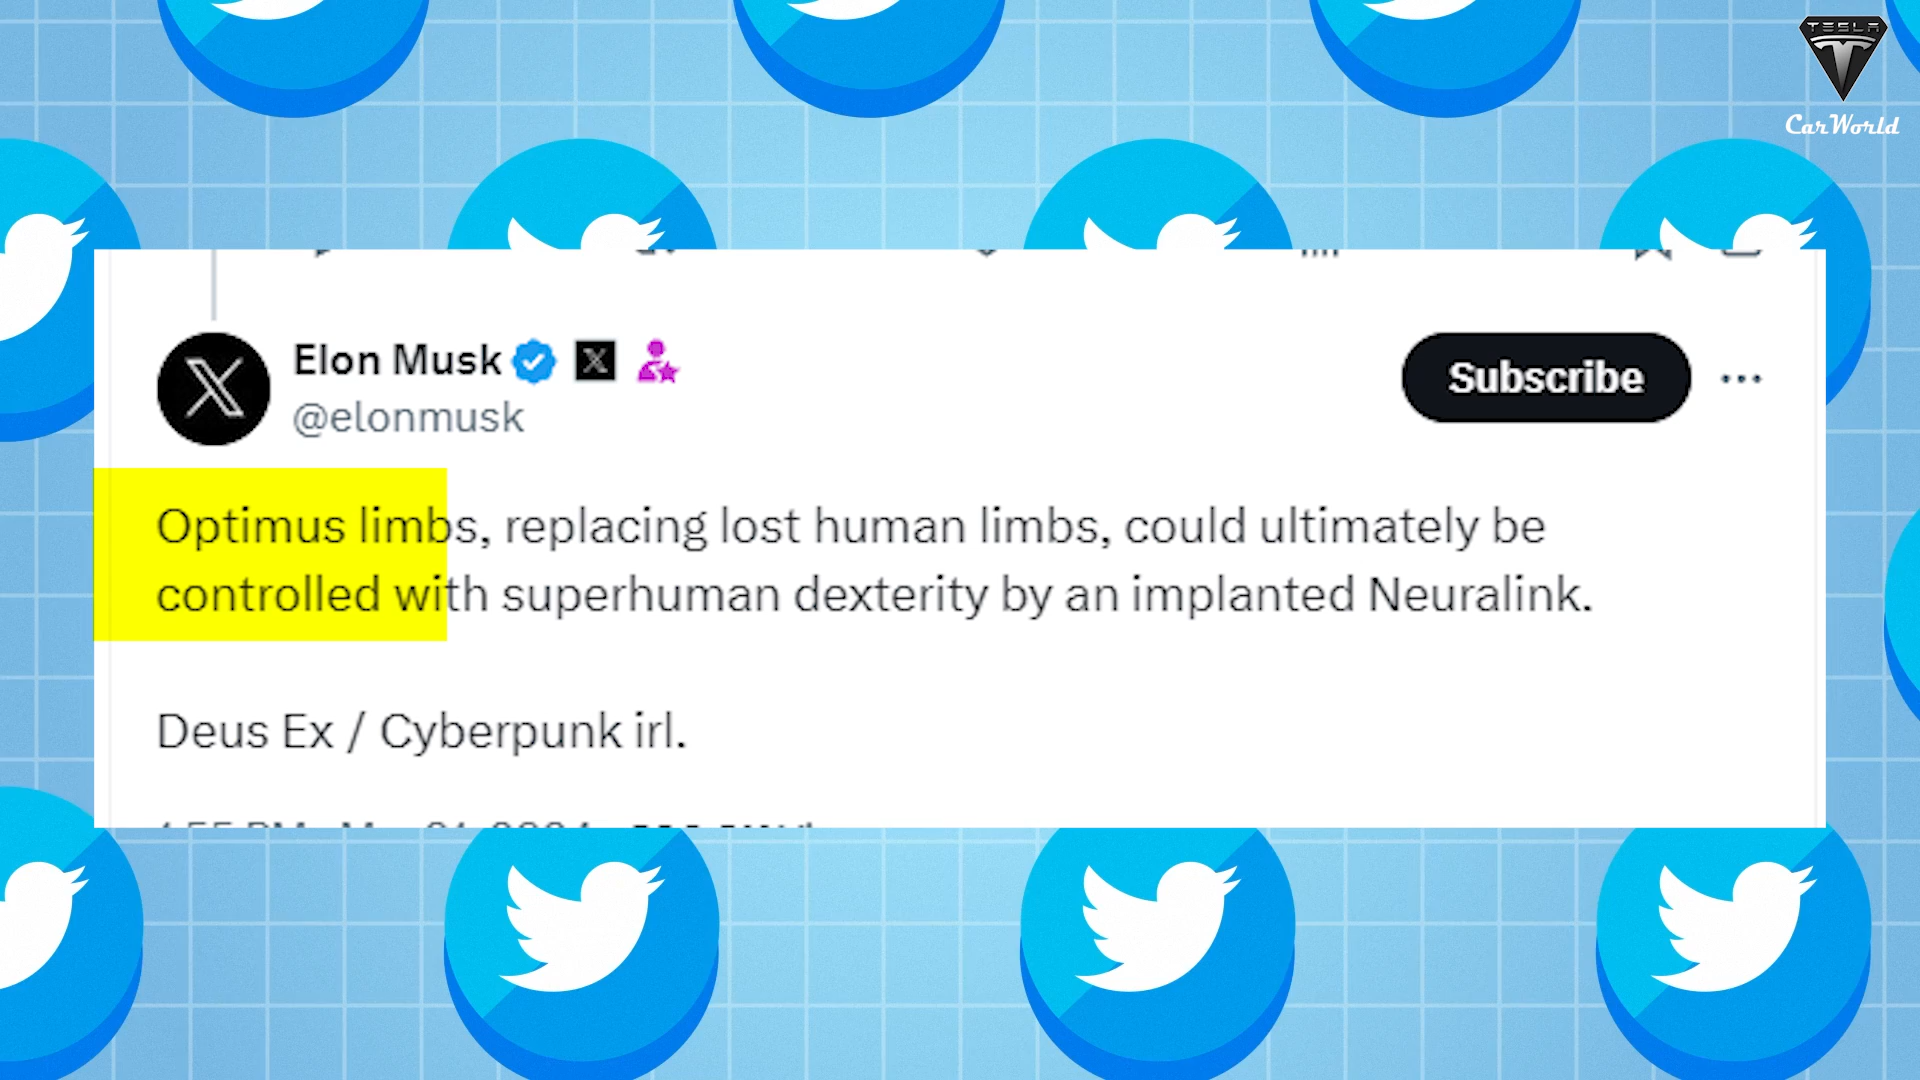 TESLA
CarWorld
Elon Musk
@elonmusk
Subscribe
Optimus limbs, replacing lost human limbs, could ultimately be
controlled with superhuman dexterity by an implanted Neuralink.
Deus Ex / Cyberpunk irl.